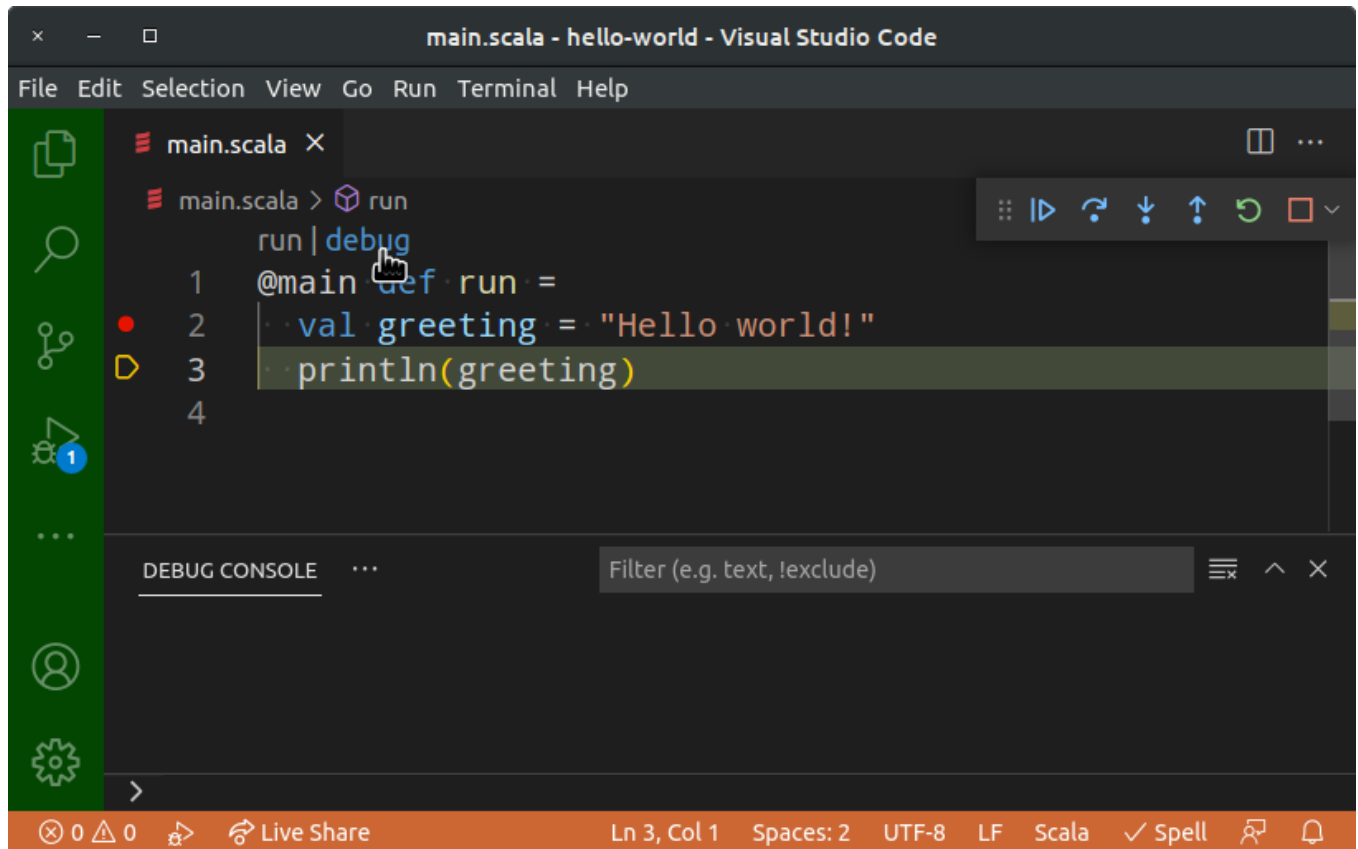 main.scala - hello-world - Visual Studio Code
File Edit Selection View Go Run Terminal Help
main.scala
main.scala > run
run | debug
1 @main def run =
2 val greeting = "Hello world!"
3 println(greeting)
4
1
DEBUG CONSOLE
Filter (e.g. text, !exclude)
>
0 0 Live Share Ln 3, Col 1 Spaces: 2 UTF-8 LF Scala Spell